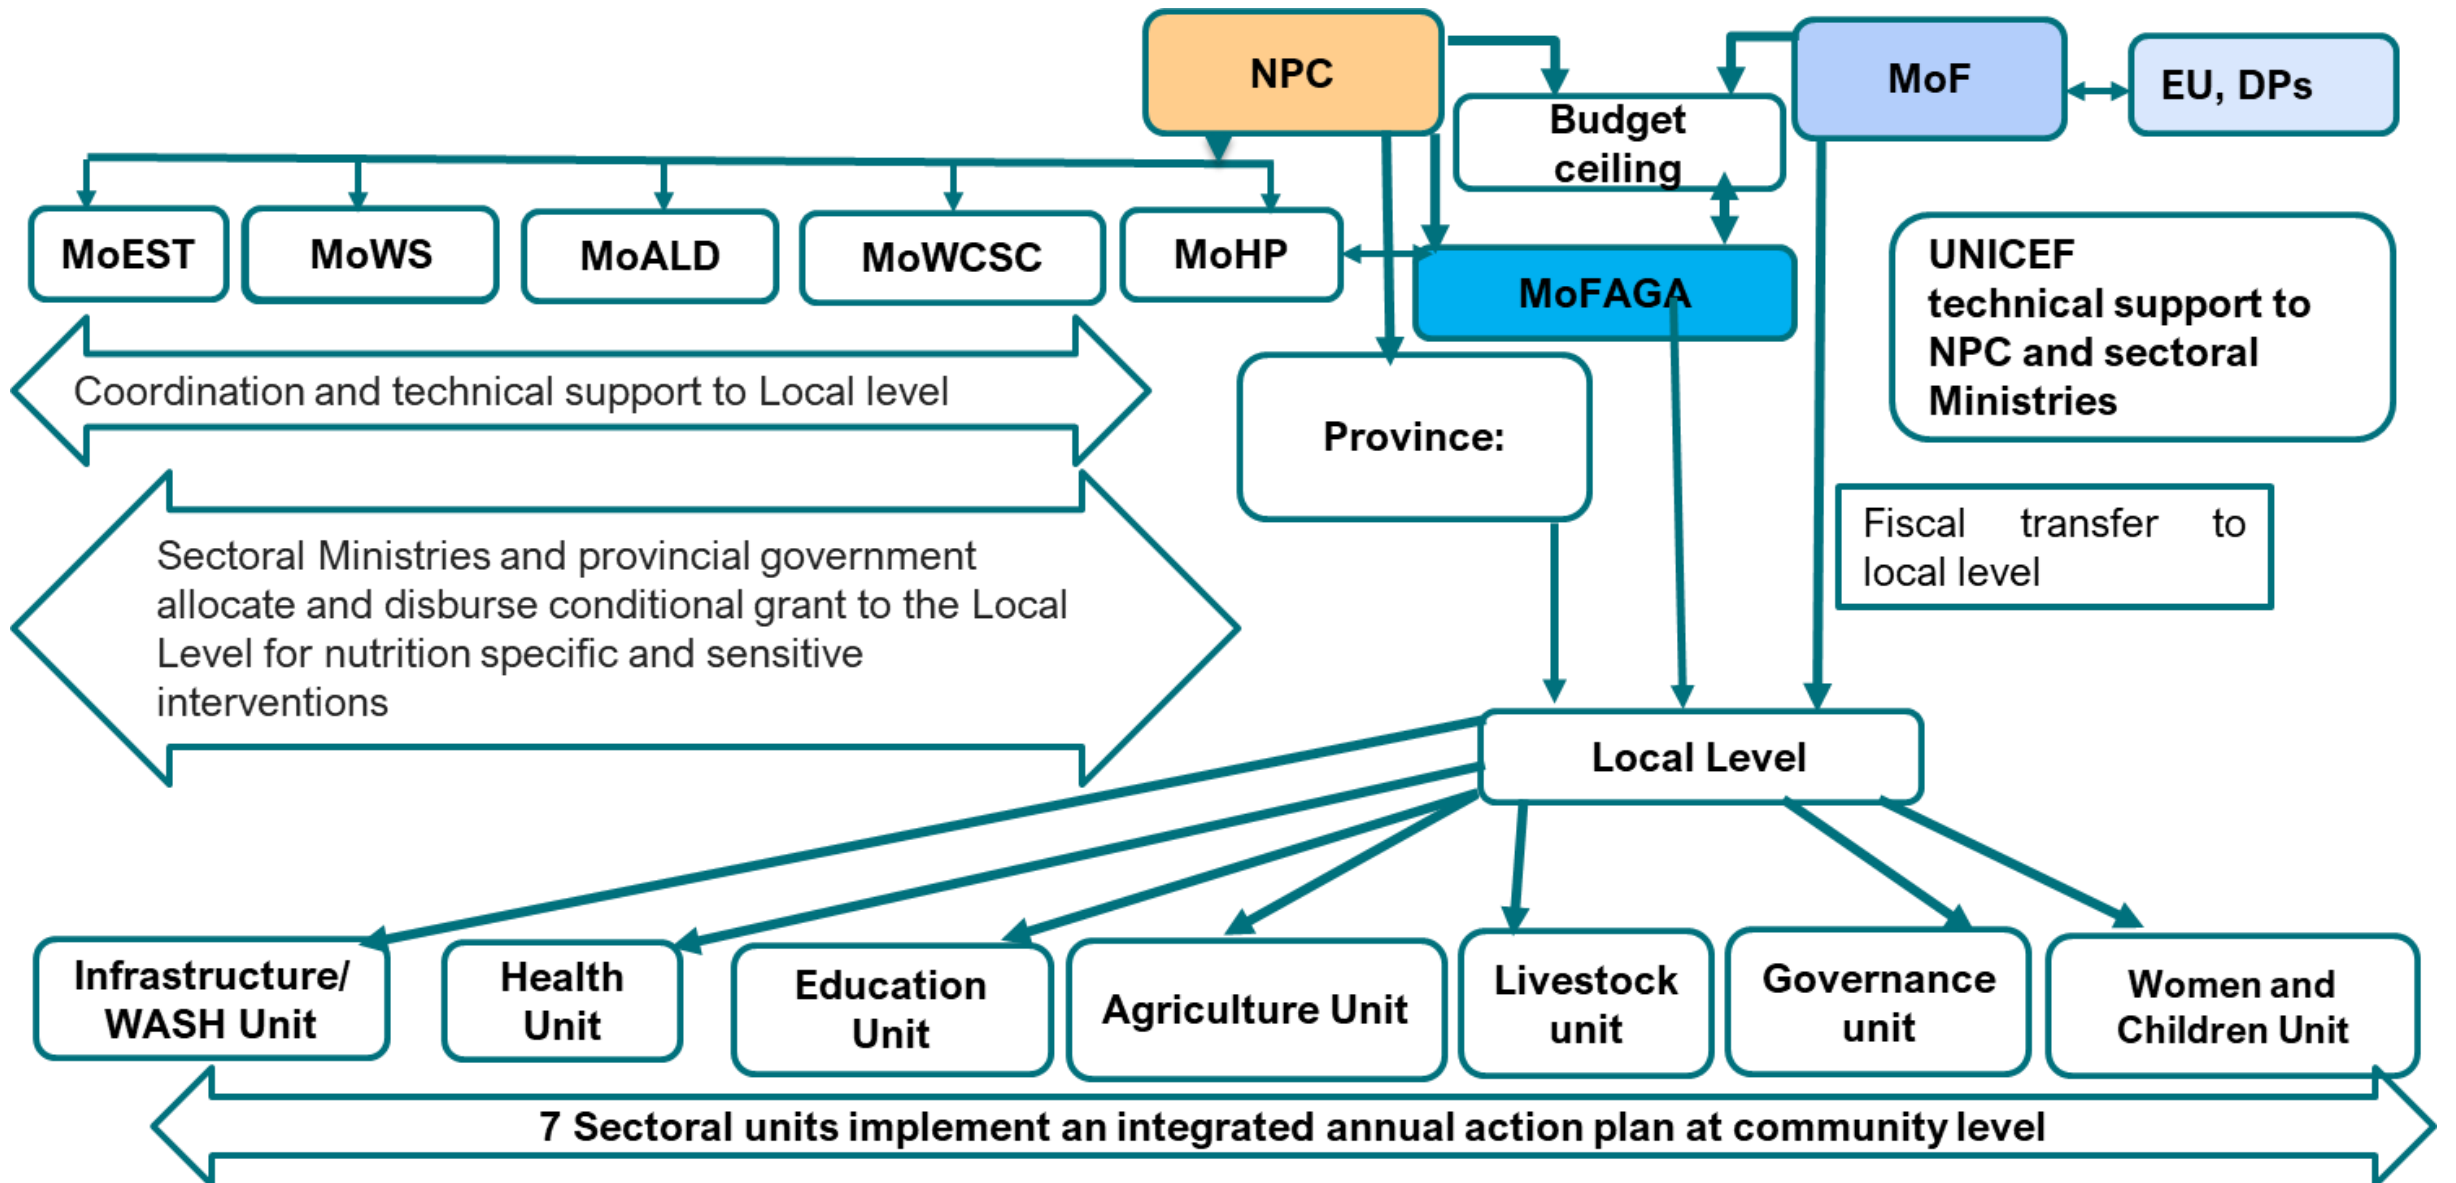 NPC
MoF
EU, DPs
Budget
ceiling
MoEST
MoWS
MoALD
MoWCSC
MoHP
MoFAGA
UNICEF
technical support to
NPC and sectoral
Ministries
Coordination and technical support to Local level
Province:
Sectoral Ministries and provincial government
allocate and disburse conditional grant to the Local
Level for nutrition specific and sensitive
interventions
Fiscal transfer to
local level
Local Level
Infrastructure/
WASH Unit
Health
Unit
Education
Unit
Agriculture Unit
Livestock
unit
Governance
unit
Women and
Children Unit
7 Sectoral units implement an integrated annual action plan at community level